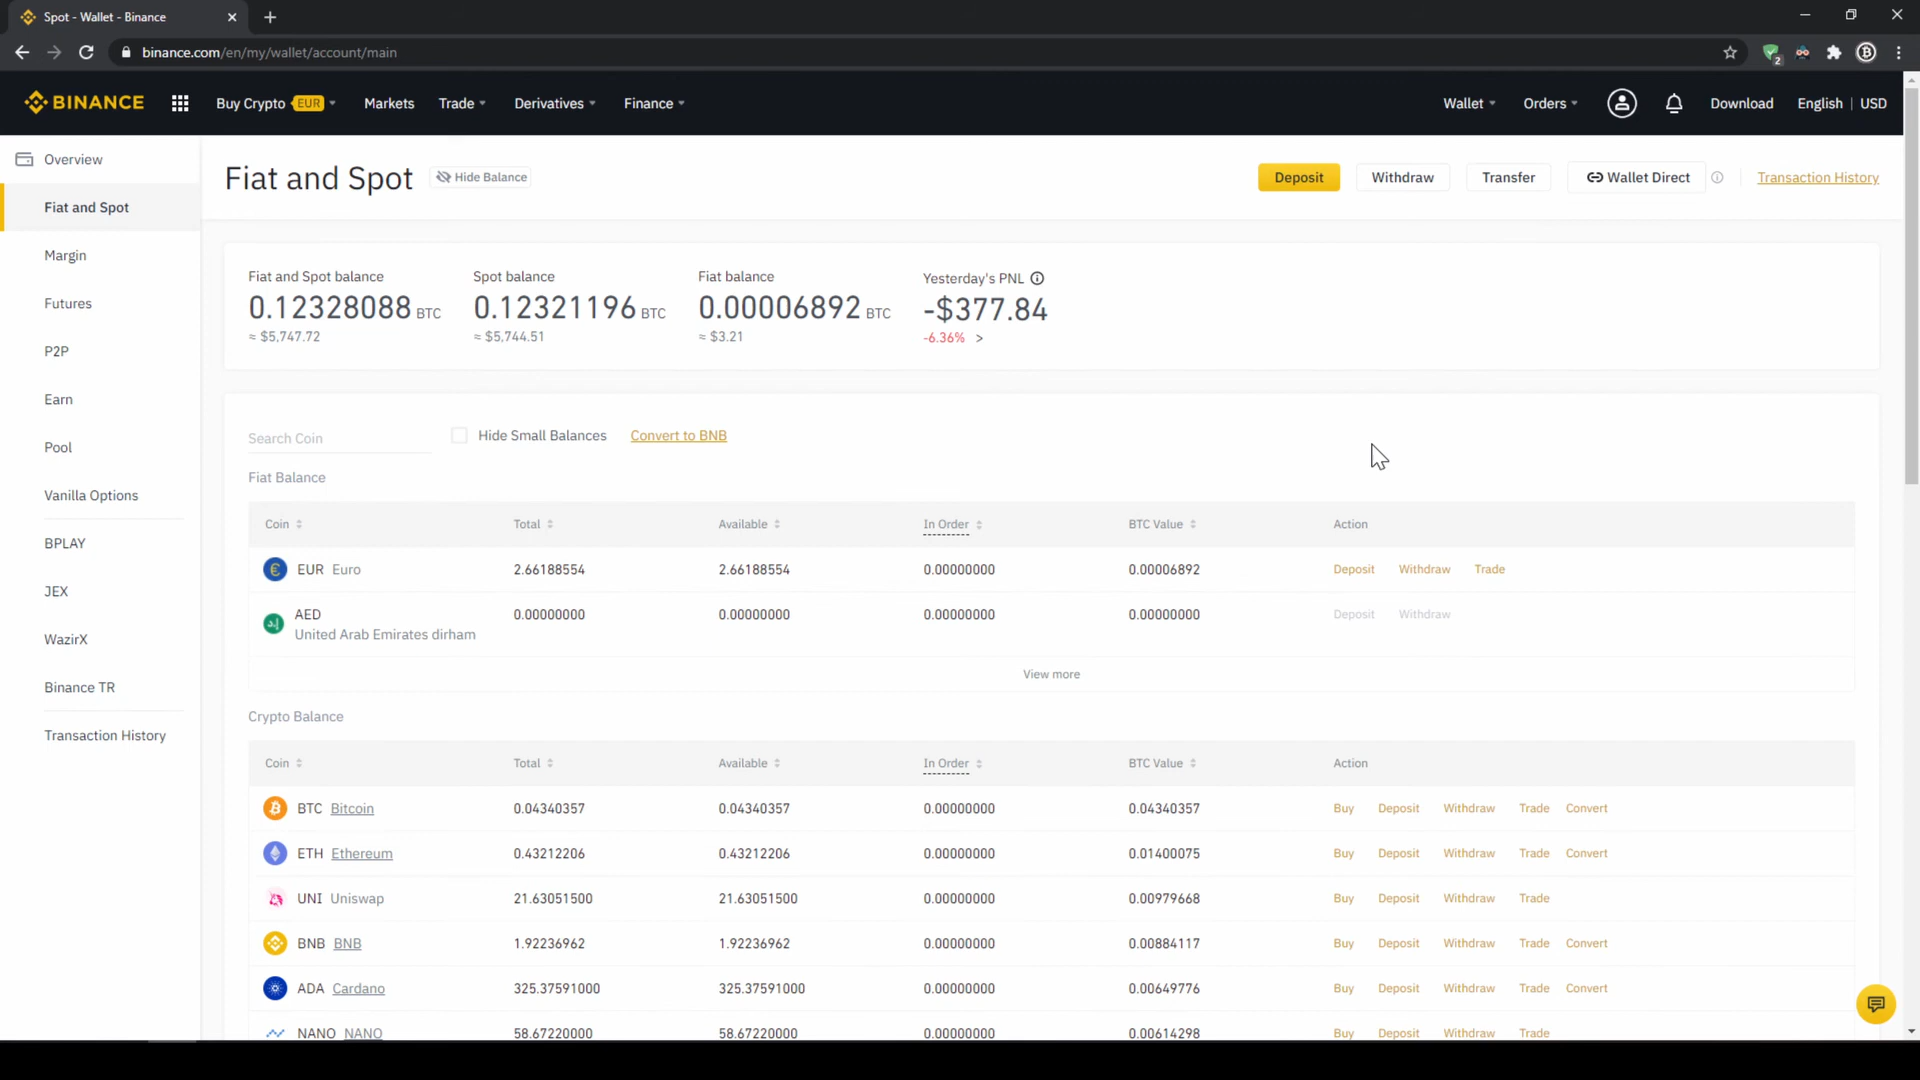 Spot - Wallet - Binance
binance.com/en/my/wallet/account/main
2
BINANCE
Buy Crypto EUR
Markets
Trade
Derivatives
Finance
Wallet
Orders
Download
English | USD
Overview
Fiat and Spot
Margin
Futures
P2P
Earn
Pool
Vanilla Options
BPLAY
JEX
WazirX
Binance TR
Transaction History
Fiat and Spot
Hide Balance
Deposit
Withdraw
Transfer
Wallet Direct
Transaction History
Fiat and Spot balance
0.12328088 BTC
≈ $5,747.72
Spot balance
0.12321196 BTC
≈ $5,744.51
Fiat balance
0.00006892 BTC
≈ $3.21
Yesterday's PNL
-$377.84
-6.36% >
Search Coin
Hide Small Balances
Convert to BNB
Fiat Balance
Coin Total Available In Order BTC Value Action
EUR Euro 2.66188554 2.66188554 0.00000000 0.00006892 Deposit Withdraw Trade
AED 0.00000000 0.00000000 0.00000000 0.00000000 Deposit Withdraw
United Arab Emirates dirham
View more
Crypto Balance
Coin Total Available In Order BTC Value Action
BTC Bitcoin 0.04340357 0.04340357 0.00000000 0.04340357 Buy Deposit Withdraw Trade Convert
ETH Ethereum 0.43212206 0.43212206 0.00000000 0.01400075 Buy Deposit Withdraw Trade Convert
UNI Uniswap 21.63051500 21.63051500 0.00000000 0.00979668 Buy Deposit Withdraw Trade
BNB BNB 1.92236962 1.92236962 0.00000000 0.00884117 Buy Deposit Withdraw Trade Convert
ADA Cardano 325.37591000 325.37591000 0.00000000 0.00649776 Buy Deposit Withdraw Trade Convert
NANO NANO 58.67220000 58.67220000 0.00000000 0.00614298 Buy Deposit Withdraw Trade